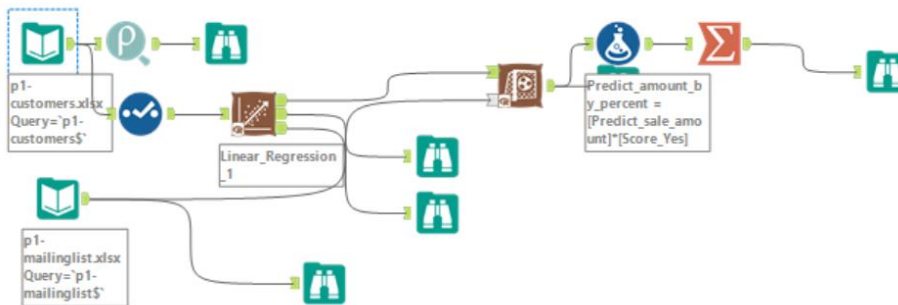 p1-
customers.xlsx
Query=`p1-
customers$`
Linear_Regression
_1
Predict_amount_b
y_percent =
[Predict_sale_amo
unt]*[Score_Yes]
p1-
mailinglist.xlsx
Query=`p1-
mailinglist$`